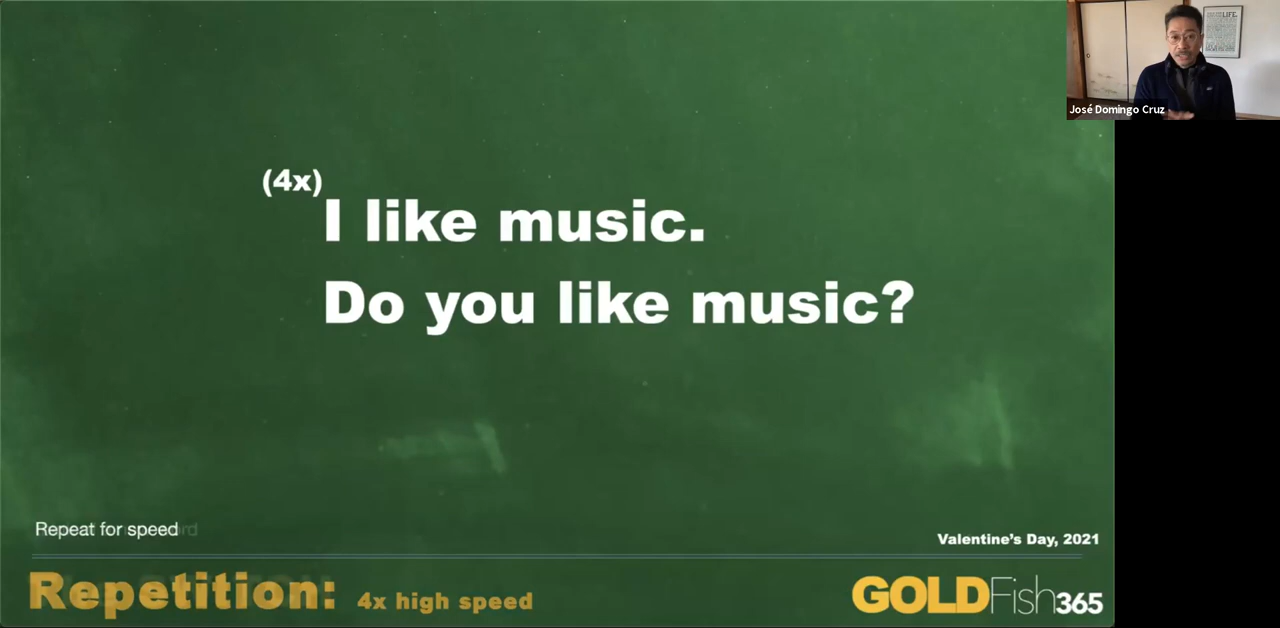 (4x)
I like music.
Do you like music?
Repeat for speed
Valentine's Day, 2021
Repetition: 4x high speed
GOLDFish365
José Domingo Cruz
LIFE.